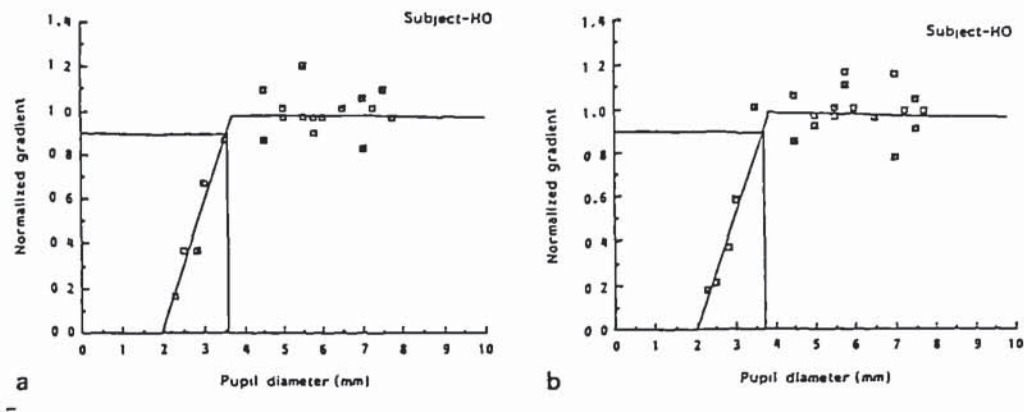 Subject-HO
Normalized gradient
1.4
1 2
1 0
0 8
0 6
0 4
0 2
0 0
0 1 2 3 4 5 6 7 8 9 10
Pupil diameter (mm)
a
Subject-HO
Normalized gradient
1.4
1 2
1.0
0.8
0.6
0 4
0 2
0 0
0 1 2 3 4 5 6 7 8 9 10
Pupil diameter (mm)
b